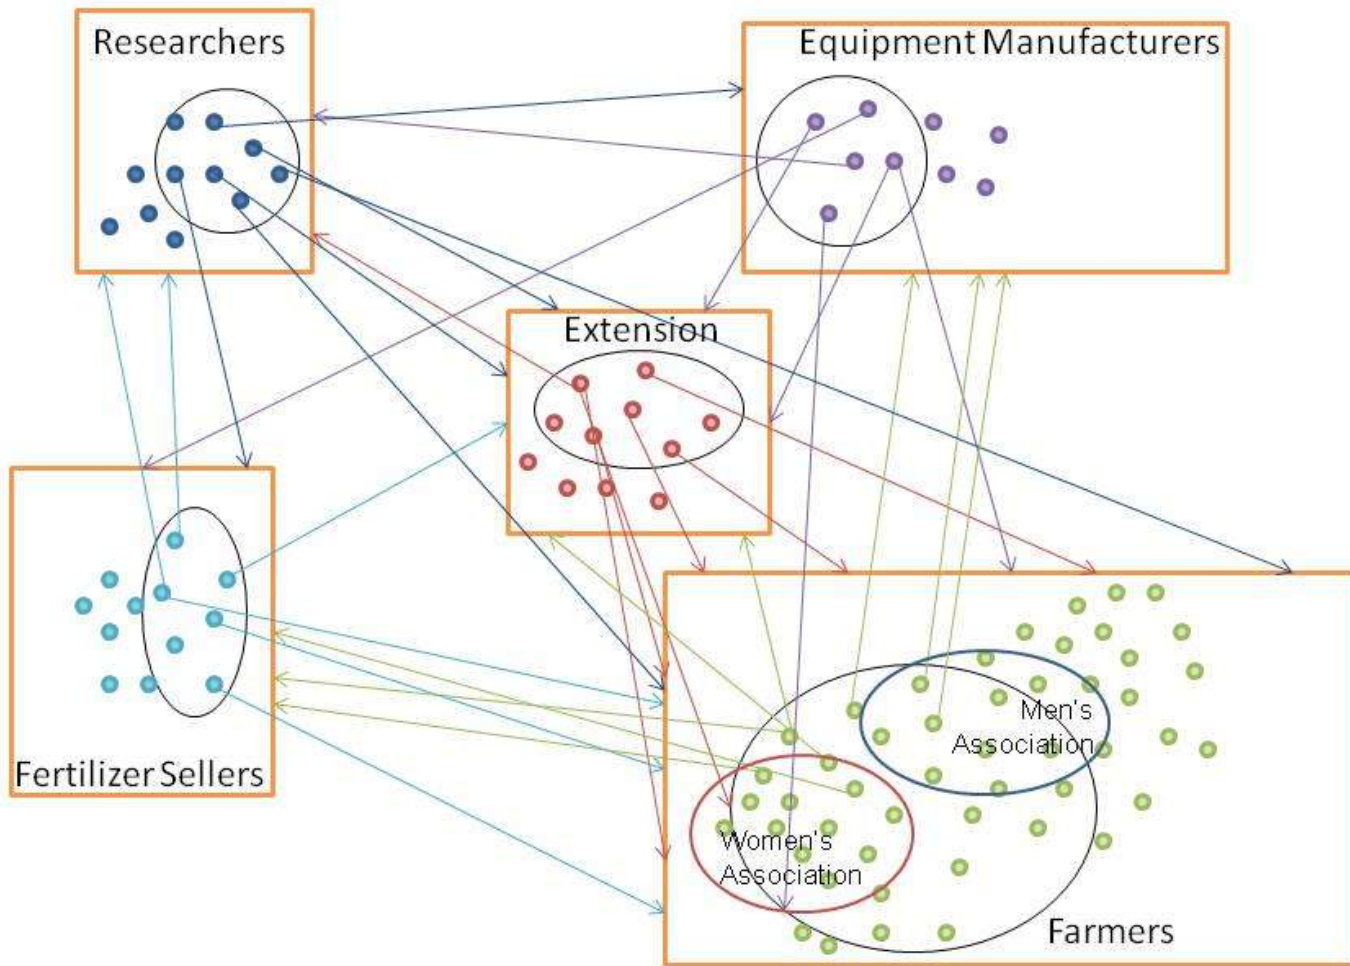 Researchers
Equipment Manufacturers
Extension
Fertilizer Sellers
Men's
Association
Women's
Association
Farmers